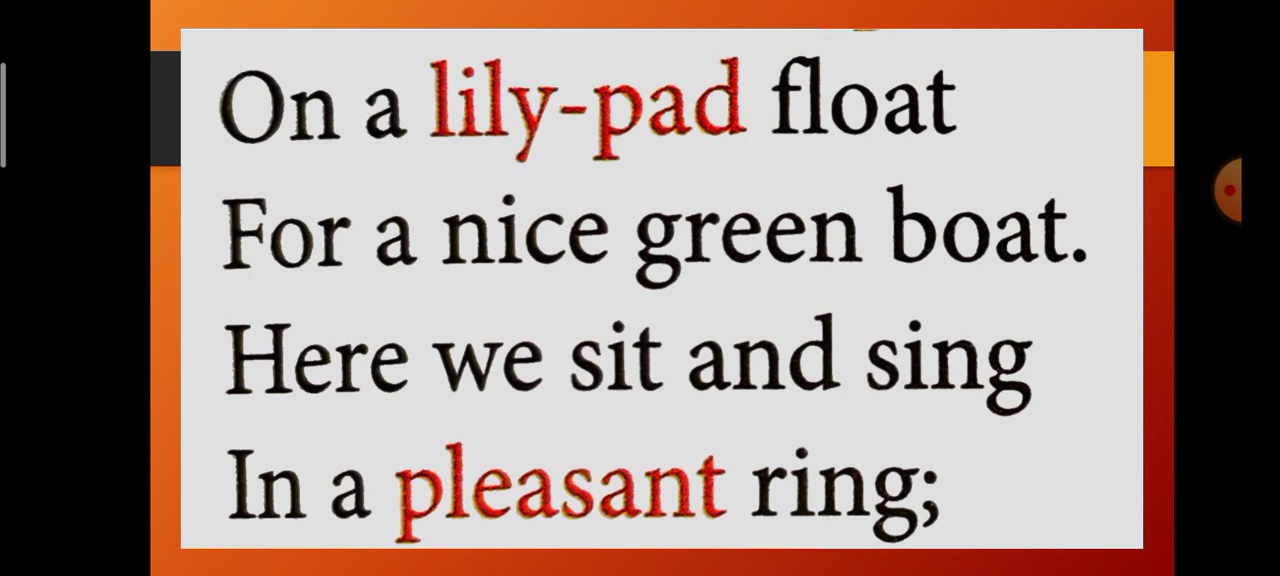 On a lily-pad float
For a nice green boat.
Here we sit and sing
In a pleasant ring;